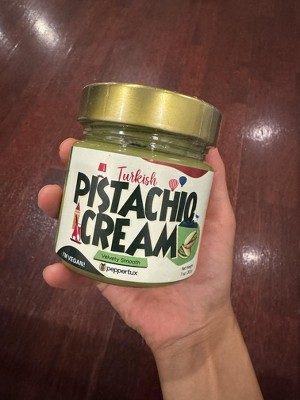 Turkish
PISTACHIO
CREAM
Velvety Smooth
I'M VEGAN!
peppertux